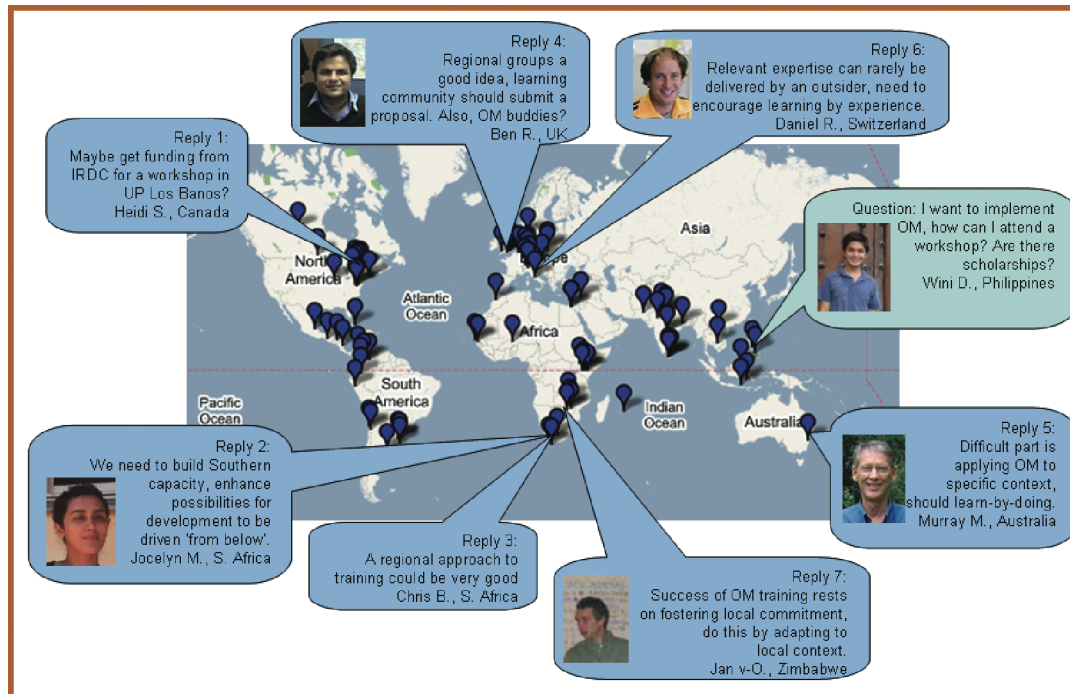 Reply 4:
Regional groups a
good idea, learning
community should submit a
proposal. Also, OM buddies?
Ben R., UK
Reply 6:
Relevant expertise can rarely be
delivered by an outsider, need to
encourage learning by experience.
Daniel R., Switzerland
Reply 1:
Maybe get funding from
IRDC for a workshop in
UP Los Banos?
Heidi S., Canada
Question: I want to implement
OM, how can I attend a
workshop? Are there
scholarships?
Wini D., Philippines
North
America
Atlantic
Ocean
Europe
Asia
Africa
South
America
Pacific
Ocean
Indian
Ocean
Australia
Reply 2:
We need to build Southern
capacity, enhance
possibilities for
development to be
driven 'from below'.
Jocelyn M., S. Africa
Reply 3:
A regional approach to
training could be very good
Chris B., S. Africa
Reply 5:
Difficult part is
applying OM to
specific context,
should learn-by-doing.
Murray M., Australia
Reply 7:
Success of OM training rests
on fostering local commitment,
do this by adapting to
local context.
Jan v-O., Zimbabwe